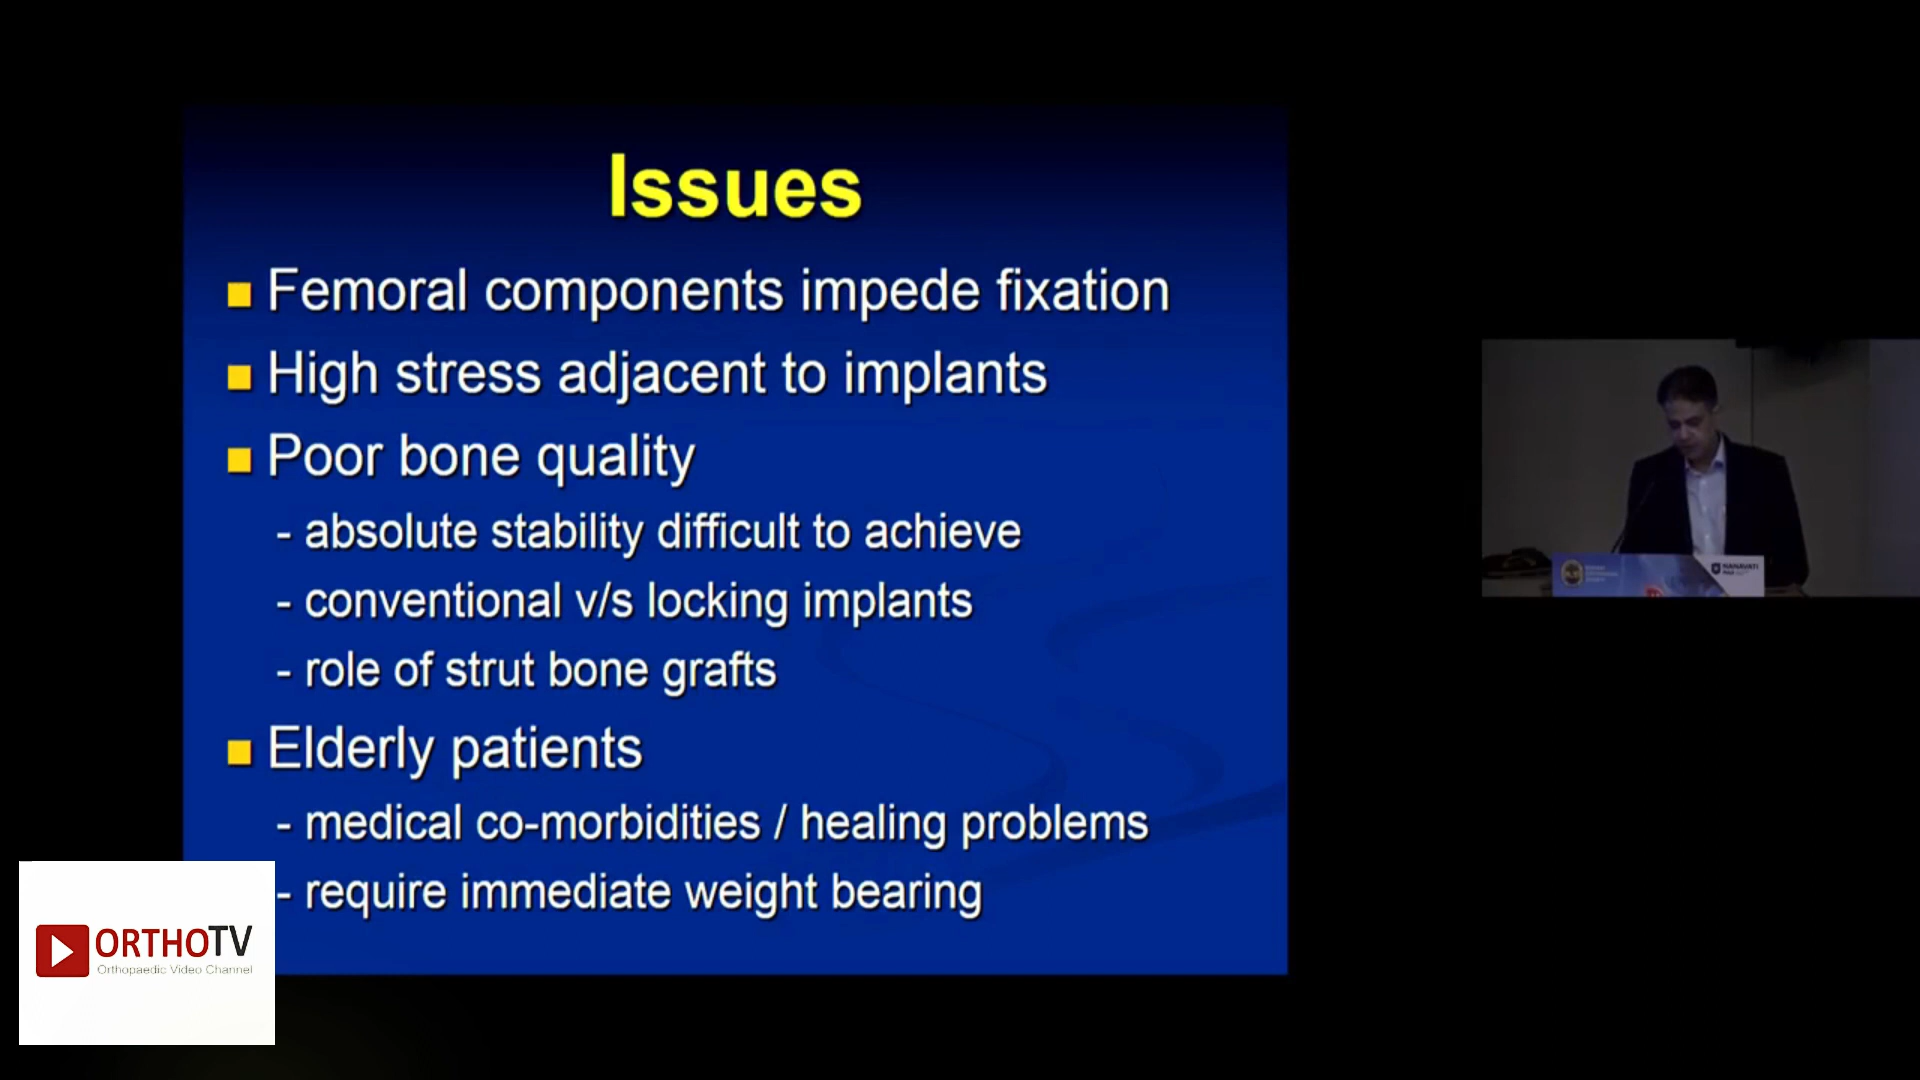 Issues
Femoral components impede fixation
High stress adjacent to implants
Poor bone quality
- absolute stability difficult to achieve
- conventional v/s locking implants
- role of strut bone grafts
Elderly patients
- medical co-morbidities / healing problems
- require immediate weight bearing
ORTHOTV
Orthopaedic Video Channel
NANAVATI